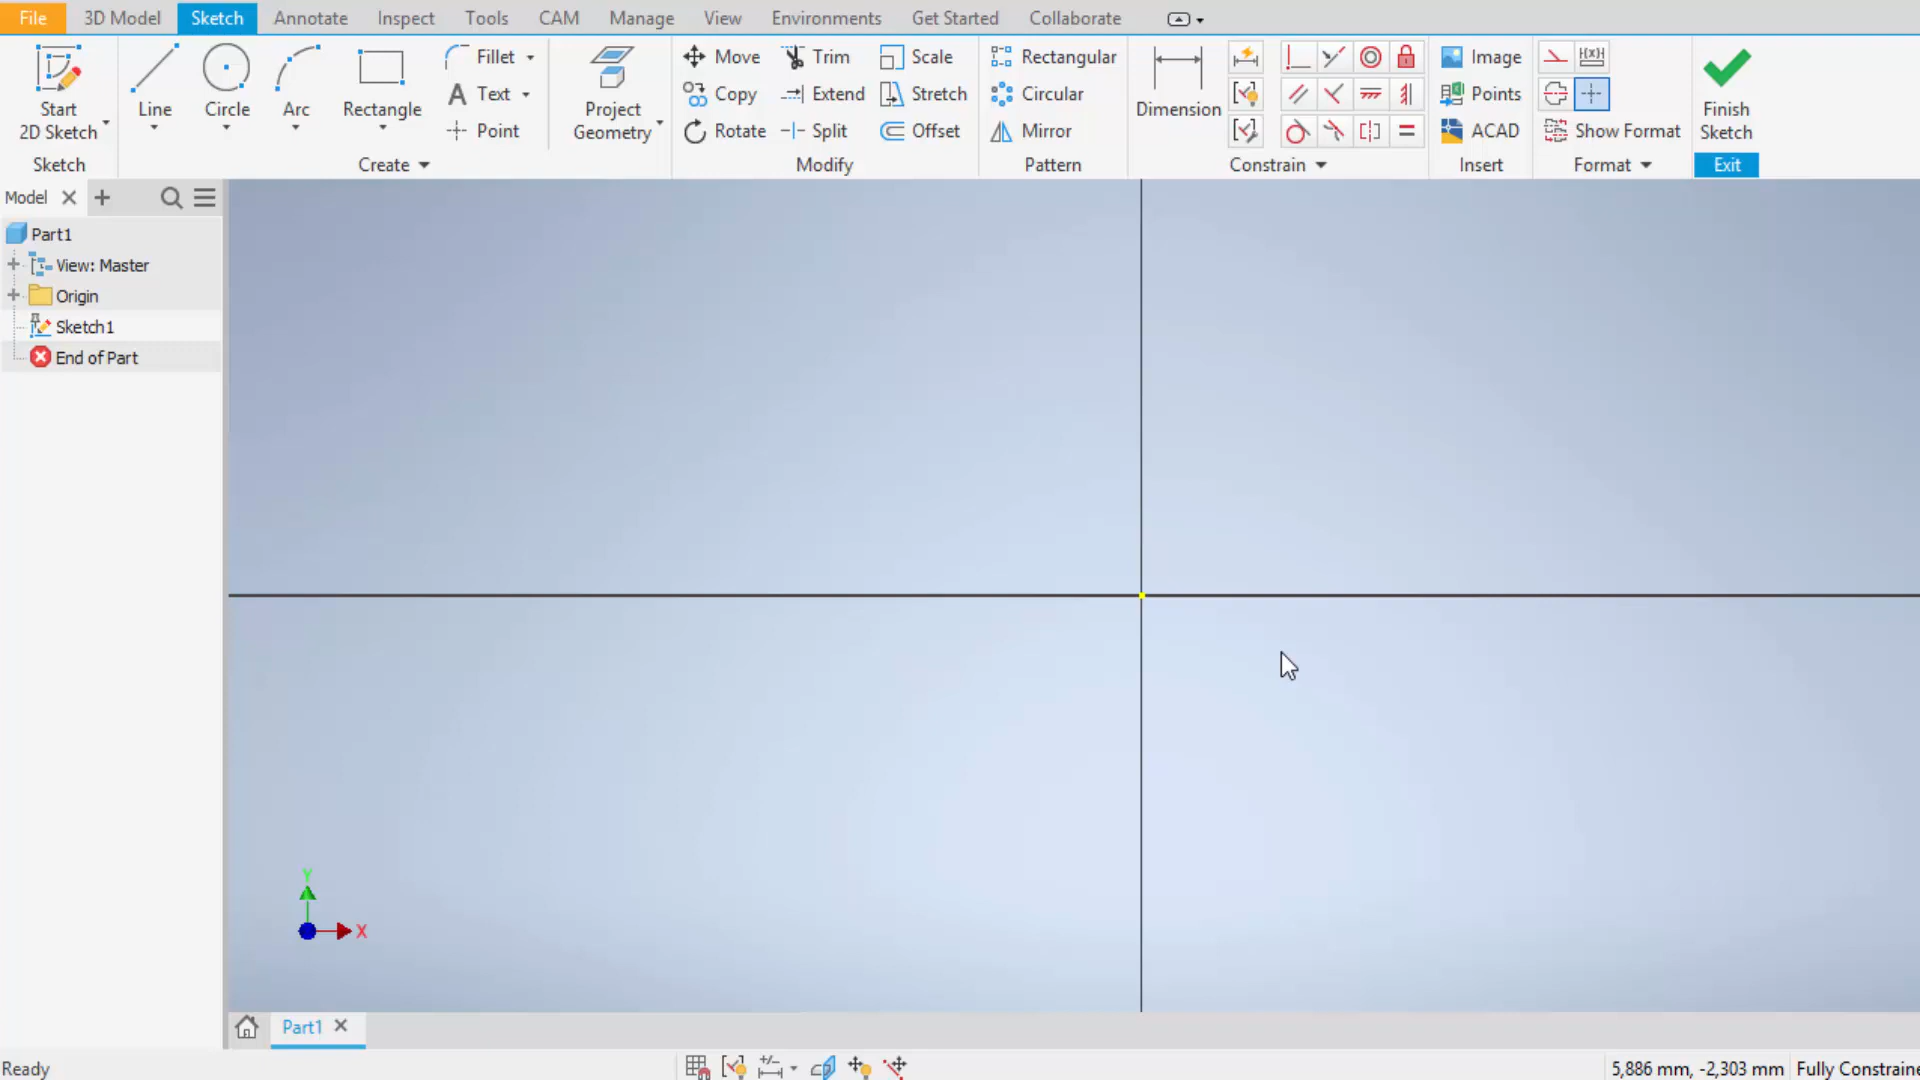 File 3D Model Sketch Annotate Inspect Tools CAM Manage View Environments Get Started Collaborate
Start 2D Sketch
Line
Circle
Arc
Rectangle
Fillet
Text
Point
Project Geometry
Move
Copy
Rotate
Trim
Extend
Split
Scale
Stretch
Offset
Rectangular
Circular
Mirror
Dimension
Image
Points
ACAD
Show Format
Finish Sketch
Sketch Create Modify Pattern Constrain Insert Format Exit
Model
Part1
View: Master
Origin
Sketch1
End of Part
Y
X
Part1
Ready 5,886 mm, -2,303 mm Fully Constraine